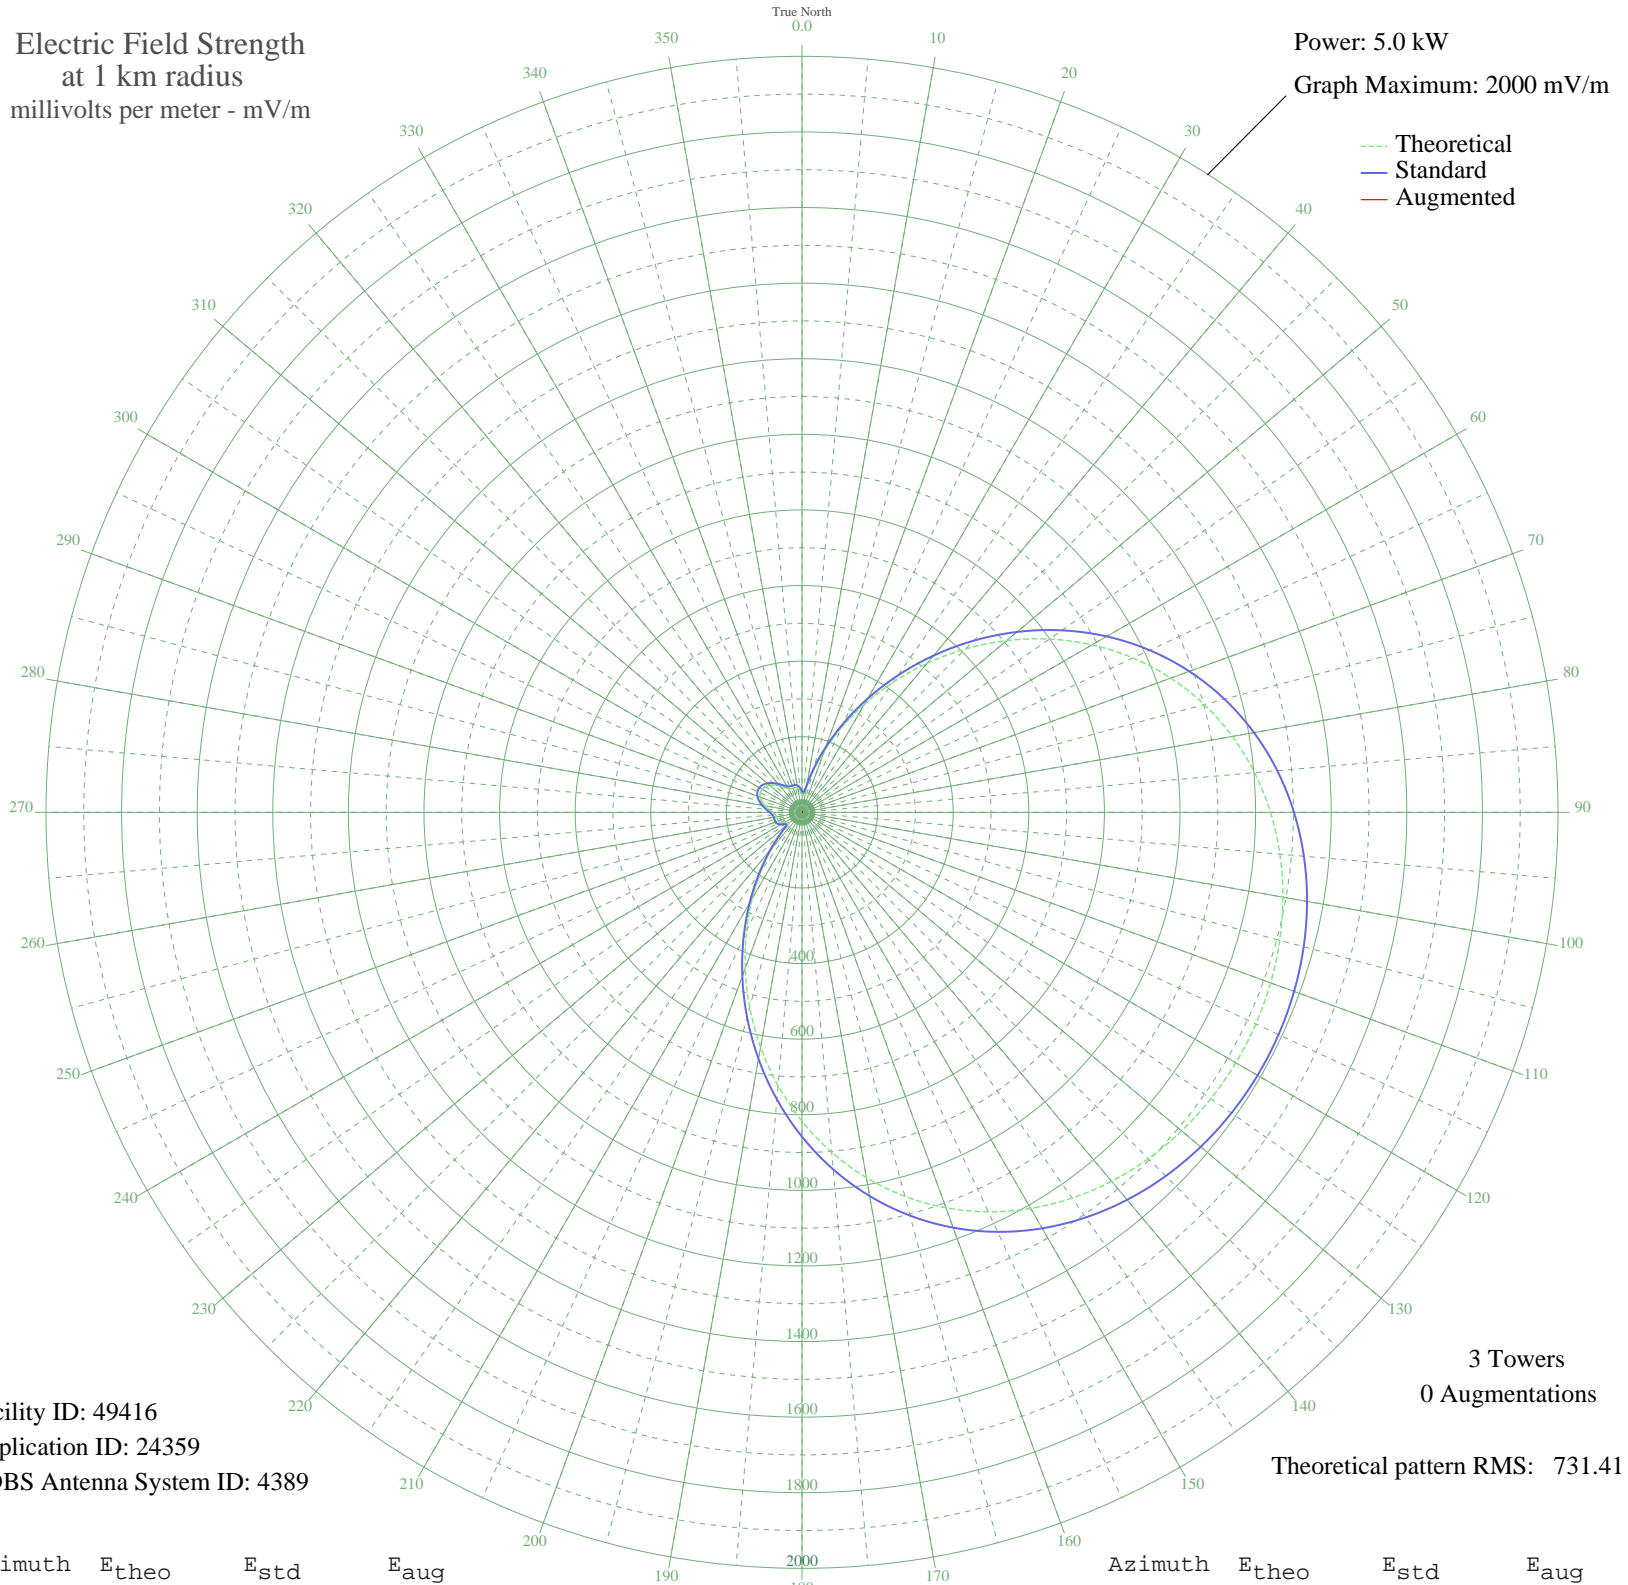 True North
0.0
Electric Field Strength
at 1 km radius
millivolts per meter - mV/m
Power: 5.0 kW
Graph Maximum: 2000 mV/m
Theoretical
Standard
Augmented
350
10
340
20
330
30
320
40
310
50
300
60
290
70
280
80
270
90
260
100
250
110
240
120
230
130
220
140
210
150
200
160
190
170
400
600
800
1000
1200
1400
1600
1800
2000
3 Towers
0 Augmentations
Theoretical pattern RMS: 731.41
cility ID: 49416
plication ID: 24359
DBS Antenna System ID: 4389
imuth Etheo Estd Eaug
Azimuth Etheo Estd Eaug